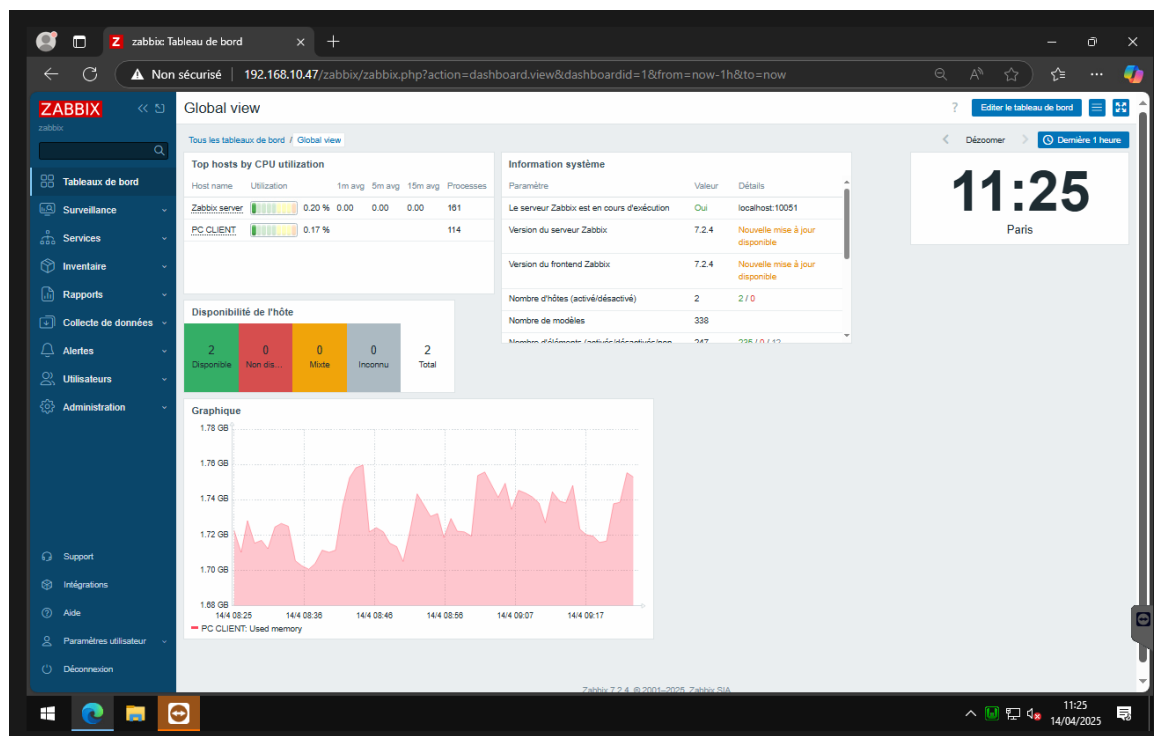 zabbix: Tableau de bord
Non sécurisé | 192.168.10.47/zabbix/zabbix.php?action=dashboard.view&dashboardid=1&from=now-1h&to=now
ZABBIX
zabbix
Tableaux de bord
Surveillance
Services
Inventaire
Rapports
Collecte de données
Alertes
Utilisateurs
Administration
Support
Intégrations
Aide
Paramètres utilisateur
Déconnexion
Global view
? Editer le tableau de bord
Tous les tableaux de bord / Global view
Dézoomer
Dernière 1 heure
Top hosts by CPU utilization
Host name Utilization 1m avg 5m avg 15m avg Processes
Zabbix server 0.20 % 0.00 0.00 0.00 161
PC CLIENT 0.17 % 114
Information système
Paramètre Valeur Détails
Le serveur Zabbix est en cours d'exécution Oui localhost:10051
Version du serveur Zabbix 7.2.4 Nouvelle mise à jour
disponible
Version du frontend Zabbix 7.2.4 Nouvelle mise à jour
disponible
Nombre d'hôtes (activé/désactivé) 2 2 / 0
Nombre de modèles 338
Nombre d'éléments (activés/désactivés/non 247 235 / 0 / 12
11:25
Paris
Disponibilité de l'hôte
2 0 0 0 2
Disponible Non dis... Mixte Inconnu Total
Graphique
1.78 GB
1.76 GB
1.74 GB
1.72 GB
1.70 GB
1.68 GB
14/4 08:25 14/4 08:36 14/4 08:46 14/4 08:56 14/4 09:07 14/4 09:17
PC CLIENT: Used memory
Zabbix 7.2.4. © 2001–2025, Zabbix SIA
11:25
14/04/2025